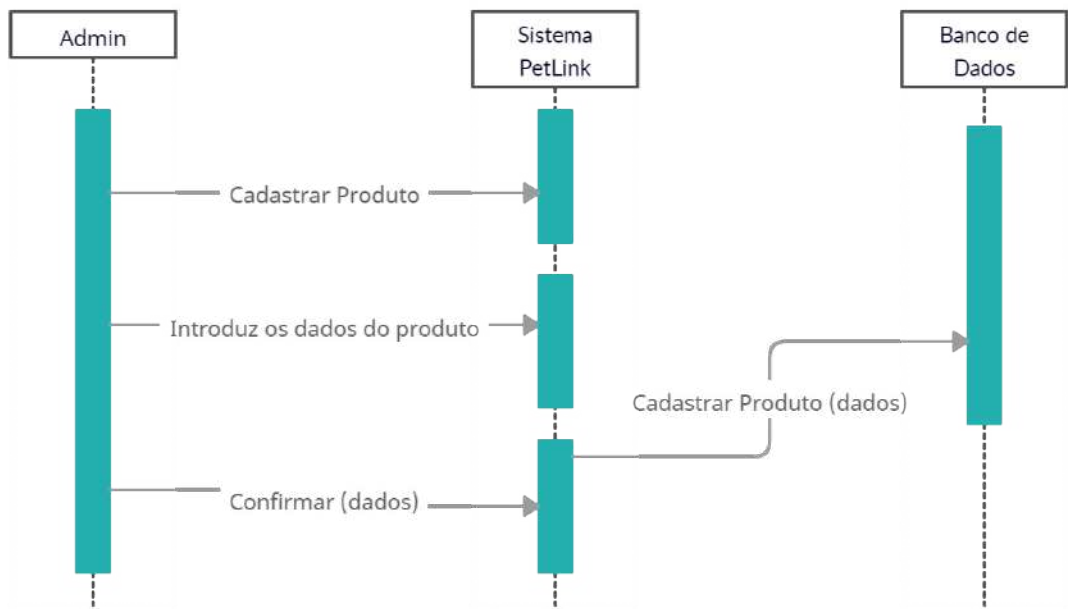 Admin
Sistema
PetLink
Banco de
Dados
Cadastrar Produto
Introduz os dados do produto
Cadastrar Produto (dados)
Confirmar (dados)